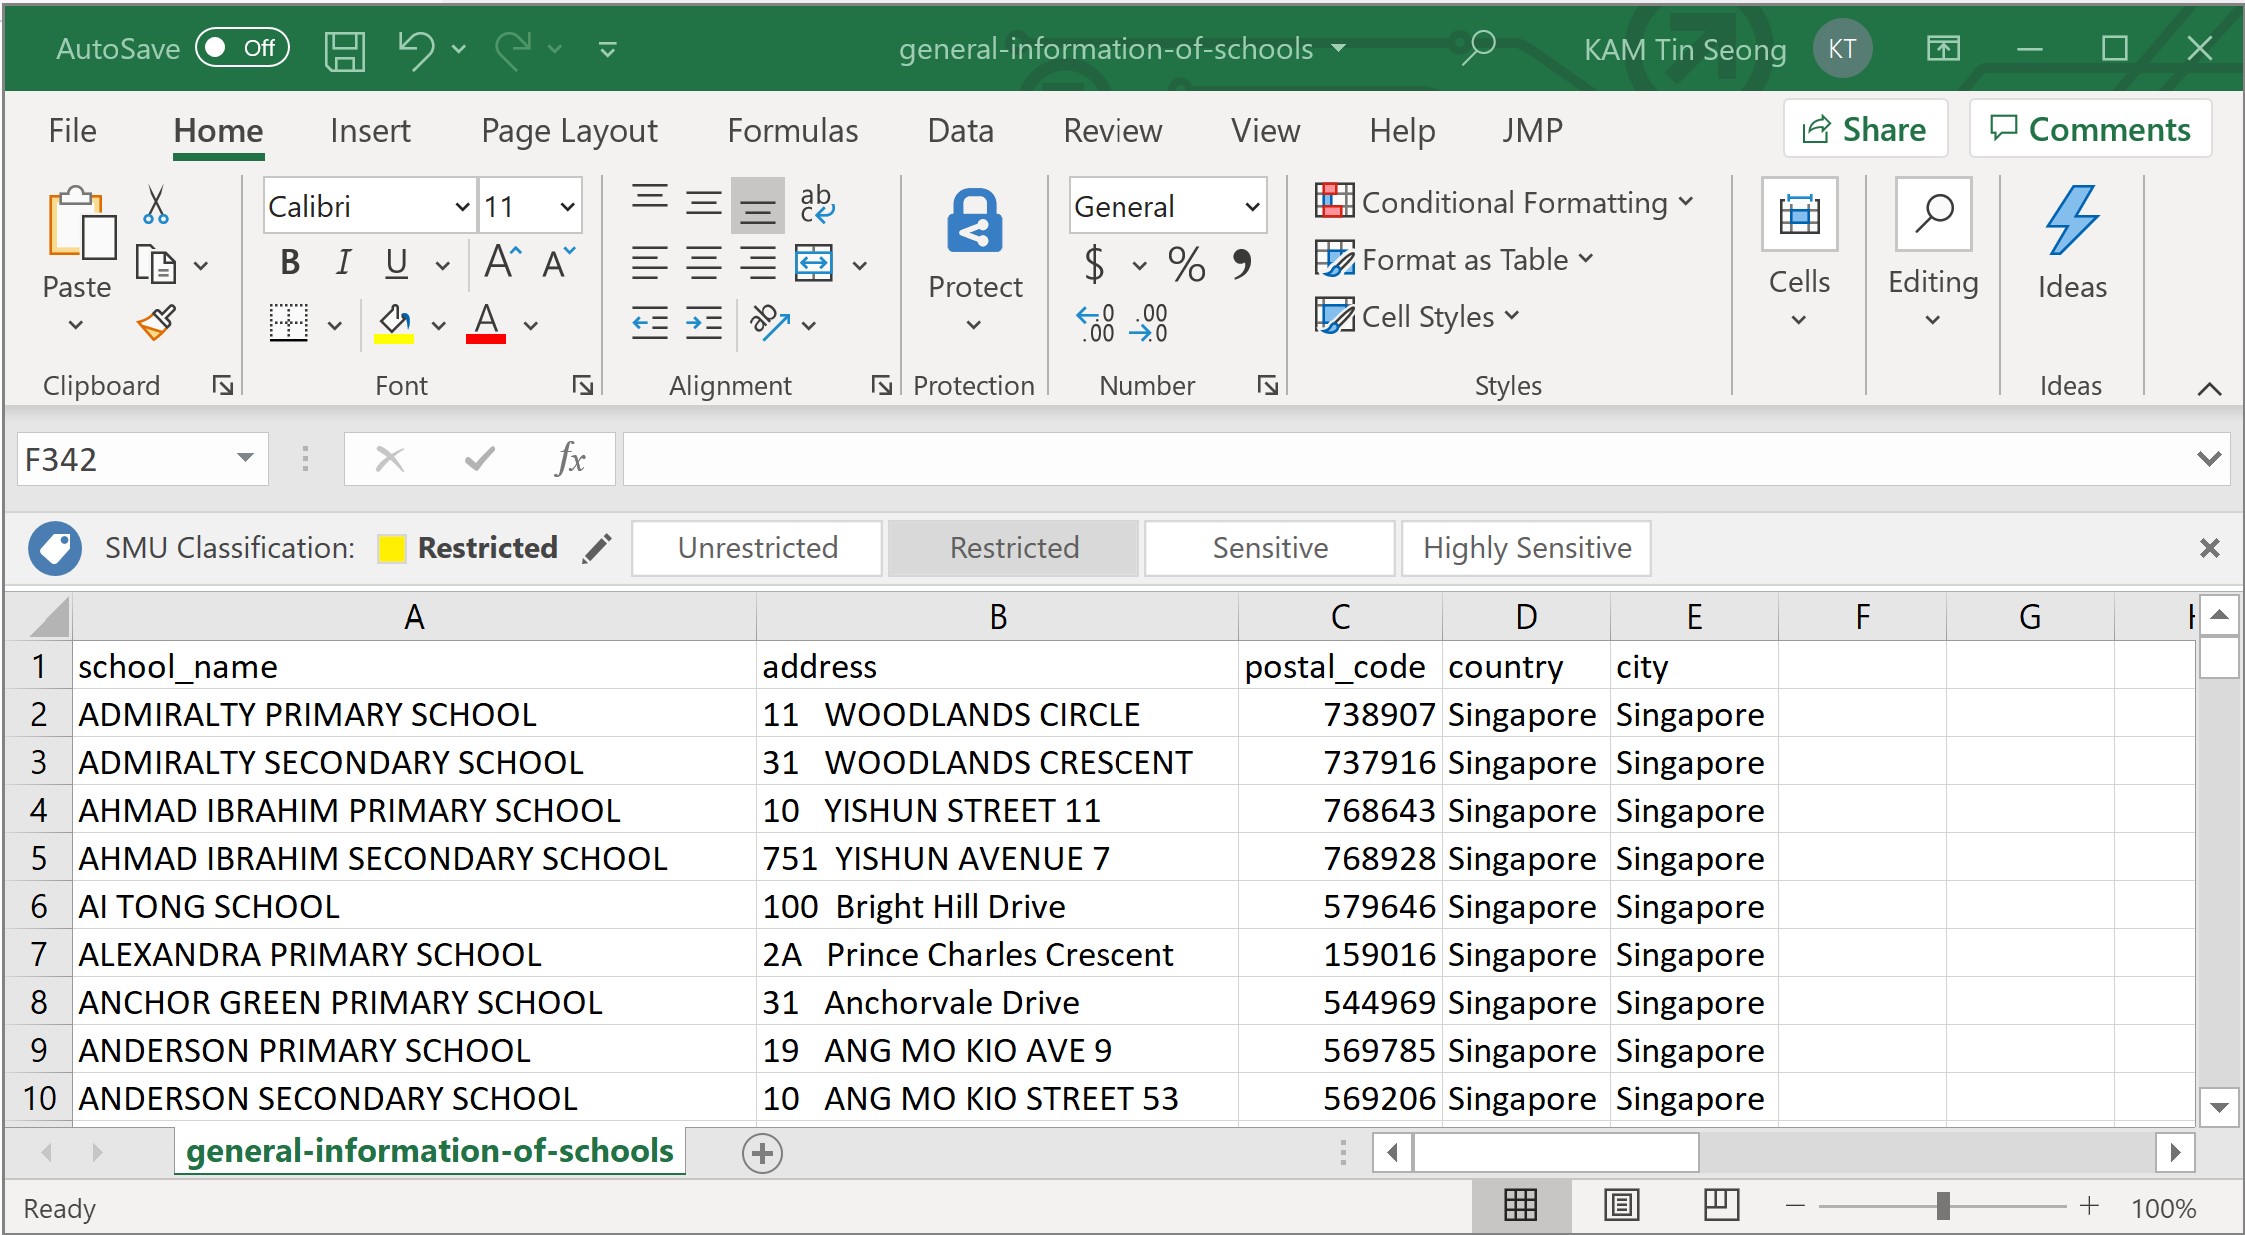 AutoSave Off general-information-of-schools KAM Tin Seong KT
File Home Insert Page Layout Formulas Data Review View Help JMP Share Comments
Calibri 11 ab c General Conditional Formatting
B I U A A $ % 9 Format as Table
Paste Protect Cells Editing Ideas
A ab .0 .00 .00 .0 Cell Styles
Clipboard Font Alignment Protection Number Styles Ideas
F342 fx
SMU Classification: Restricted Unrestricted Restricted Sensitive Highly Sensitive
A B C D E F G
1 school_name address postal_code country city
2 ADMIRALTY PRIMARY SCHOOL 11 WOODLANDS CIRCLE 738907 Singapore Singapore
3 ADMIRALTY SECONDARY SCHOOL 31 WOODLANDS CRESCENT 737916 Singapore Singapore
4 AHMAD IBRAHIM PRIMARY SCHOOL 10 YISHUN STREET 11 768643 Singapore Singapore
5 AHMAD IBRAHIM SECONDARY SCHOOL 751 YISHUN AVENUE 7 768928 Singapore Singapore
6 AI TONG SCHOOL 100 Bright Hill Drive 579646 Singapore Singapore
7 ALEXANDRA PRIMARY SCHOOL 2A Prince Charles Crescent 159016 Singapore Singapore
8 ANCHOR GREEN PRIMARY SCHOOL 31 Anchorvale Drive 544969 Singapore Singapore
9 ANDERSON PRIMARY SCHOOL 19 ANG MO KIO AVE 9 569785 Singapore Singapore
10 ANDERSON SECONDARY SCHOOL 10 ANG MO KIO STREET 53 569206 Singapore Singapore
general-information-of-schools
Ready 100%